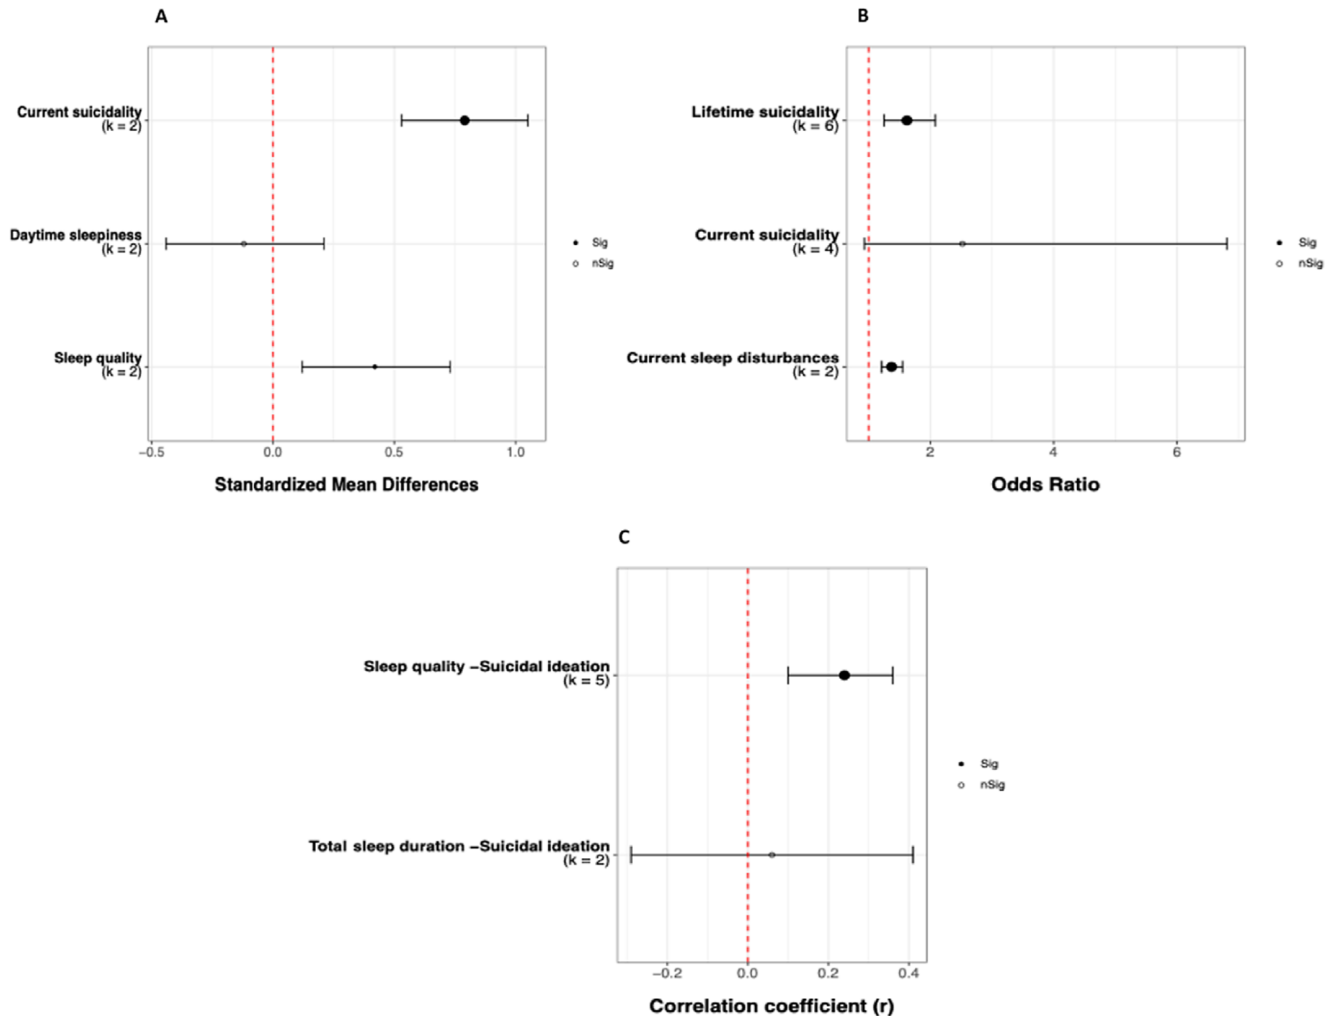 A
Current suicidality
(k = 2)
Daytime sleepiness
(k = 2)
Sleep quality
(k = 2)
−0.5 0.0 0.5 1.0
Standardized Mean Differences
Sig
nSig
B
Lifetime suicidality
(k = 6)
Current suicidality
(k = 4)
Current sleep disturbances
(k = 2)
2 4 6
Odds Ratio
Sig
nSig
C
Sleep quality −Suicidal ideation
(k = 5)
Total sleep duration −Suicidal ideation
(k = 2)
−0.2 0.0 0.2 0.4
Correlation coefficient (r)
Sig
nSig